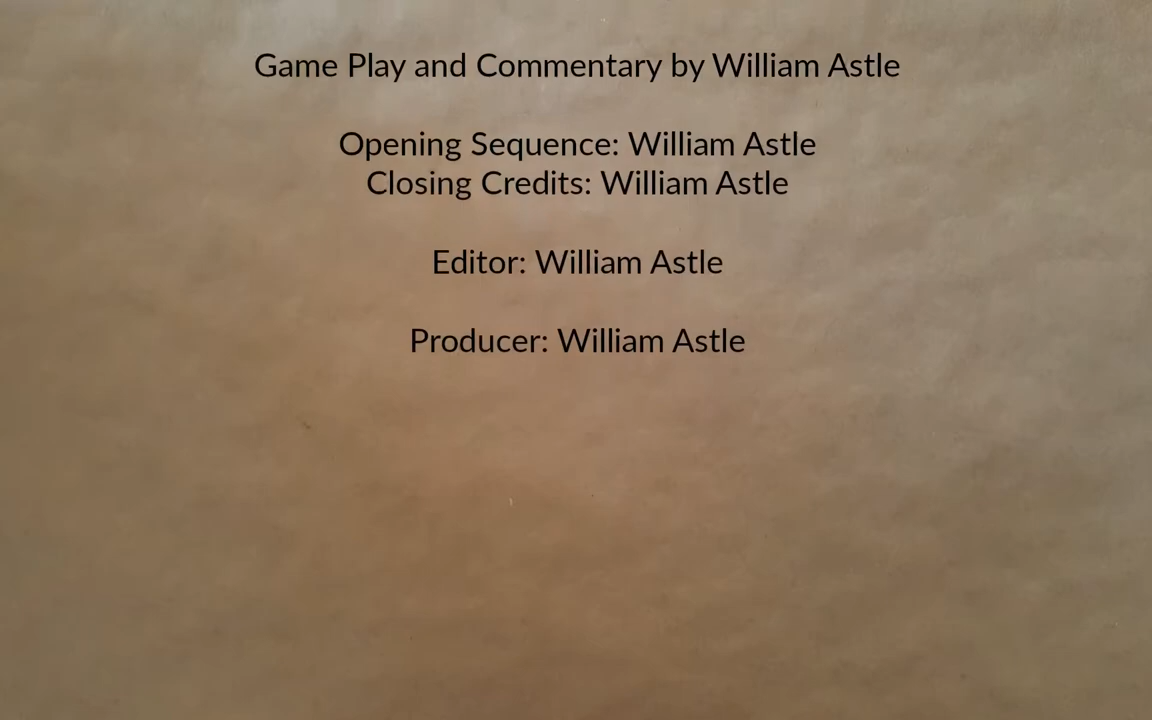 Game Play and Commentary by William Astle
Opening Sequence: William Astle
Closing Credits: William Astle
Editor: William Astle
Producer: William Astle